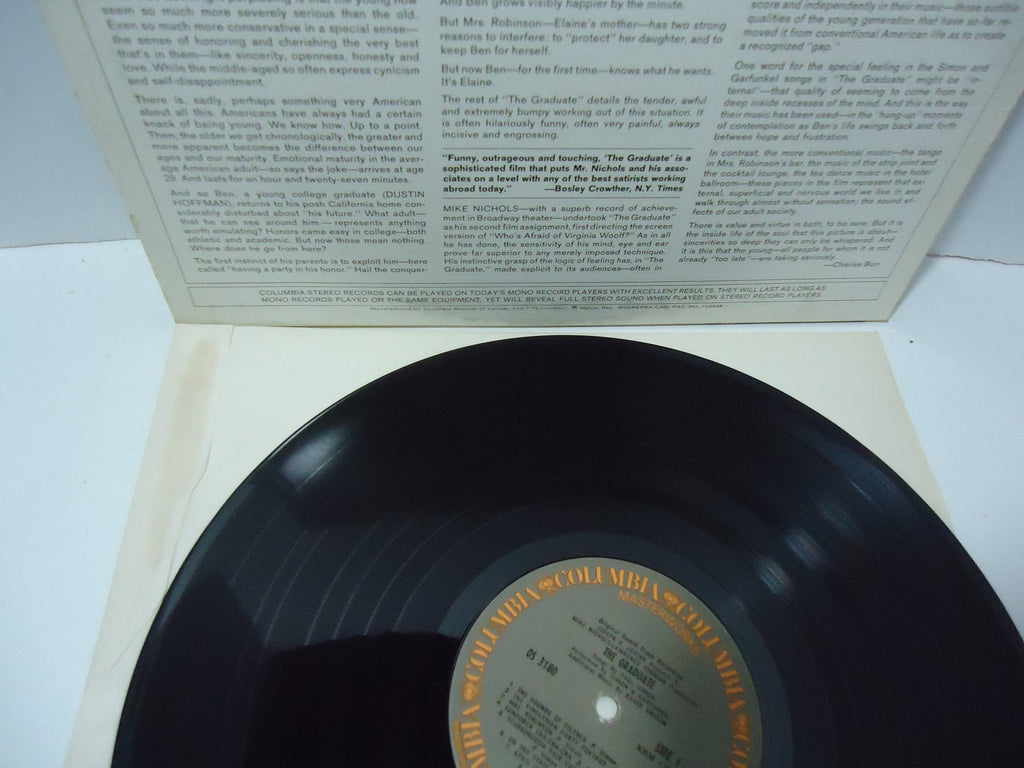 seem so much more severely serious than the old.
Even so much more conservative in a special sense—
the sense of honoring and cherishing the very best
that's in them—like sincerity, openness, honesty and
love. While the middle-aged so often express cynicism
and self-disappointment.
There is, sadly, perhaps something very American
about all this. Americans have always had a certain
knack of being young. We know how. Up to a point.
Then, the older we get chronologically, the greater and
more apparent becomes the difference between our
ages and our maturity. Emotional maturity in the aver-
age American adult—so says the joke—arrives at age
29. And lasts for an hour and twenty-seven minutes.
And so Ben, a young college graduate (DUSTIN
HOFFMAN), returns to his posh California home con-
siderably disturbed about "his future." What adult—
that he can see around him—represents anything
worth emulating? Honors came easy in college—both
athletic and academic. But now those mean nothing.
Where does he go from here?
The first instinct of his parents is to exploit him—here
called "having a party in his honor." Hail the conquer-
And Ben grows visibly happier by the minute.
But Mrs. Robinson—Elaine's mother—has two strong
reasons to interfere: to "protect" her daughter, and to
keep Ben for herself.
But now Ben—for the first time—knows what he wants.
It's Elaine.
The rest of "The Graduate" details the tender, awful
and extremely bumpy working out of this situation. It
is often hilariously funny, often very painful, always
incisive and engrossing.
"Funny, outrageous and touching, 'The Graduate' is a
sophisticated film that puts Mr. Nichols and his asso-
ciates on a level with any of the best satirists working
abroad today." —Bosley Crowther, N.Y. Times
MIKE NICHOLS—with a superb record of achieve-
ment in Broadway theater—undertook "The Graduate"
as his second film assignment, first directing the screen
version of "Who's Afraid of Virginia Woolf?" As in all
he has done, the sensitivity of his mind, eye and ear
prove far superior to any merely imposed technique.
His instinctive grasp of the logic of feeling has, in "The
Graduate," made explicit to its audiences—often in
score and independently in their music—those audible
qualities of the young generation that have so far re-
moved it from conventional American life as to create
a recognized "gap."
One word for the special feeling in the Simon and
Garfunkel songs in "The Graduate" might be "in-
ternal"—that quality of seeming to come from the
deep inside recesses of the mind. And this is the way
their music has been used—in the "hung-up" moments
of contemplation as Ben's life swings back and forth
between hope and frustration.
In contrast, the more conventional music—the tango
in Mrs. Robinson's bar, the music of the strip joint and
the cocktail lounge, the tea dance music in the hotel
ballroom—these pieces in the film represent that ex-
ternal, superficial and nervous world we live in and
walk through almost without sensation; the sound ef-
fects of our adult society.
There is value and virtue in both, to be sure. But it is
the inside life of the soul that this picture is about—
sincerities so deep they can only be whispered. And
it is this that the young—all people for whom it is not
already "too late"—are taking seriously.
—Charles Burr
COLUMBIA STEREO RECORDS CAN BE PLAYED ON TODAY'S MONO RECORD PLAYERS WITH EXCELLENT RESULTS. THEY WILL LAST AS LONG AS
MONO RECORDS PLAYED ON THE SAME EQUIPMENT, YET WILL REVEAL FULL STEREO SOUND WHEN PLAYED ON STEREO RECORD PLAYERS.
Manufactured by Columbia Records of Canada, Ltd.
COLUMBIA COLUMBIA COLUMBIA
MASTERWORKS
Original Sound Track Recording
THE GRADUATE
OS 3180
SIDE 1
1. THE SOUNDS OF SILENCE